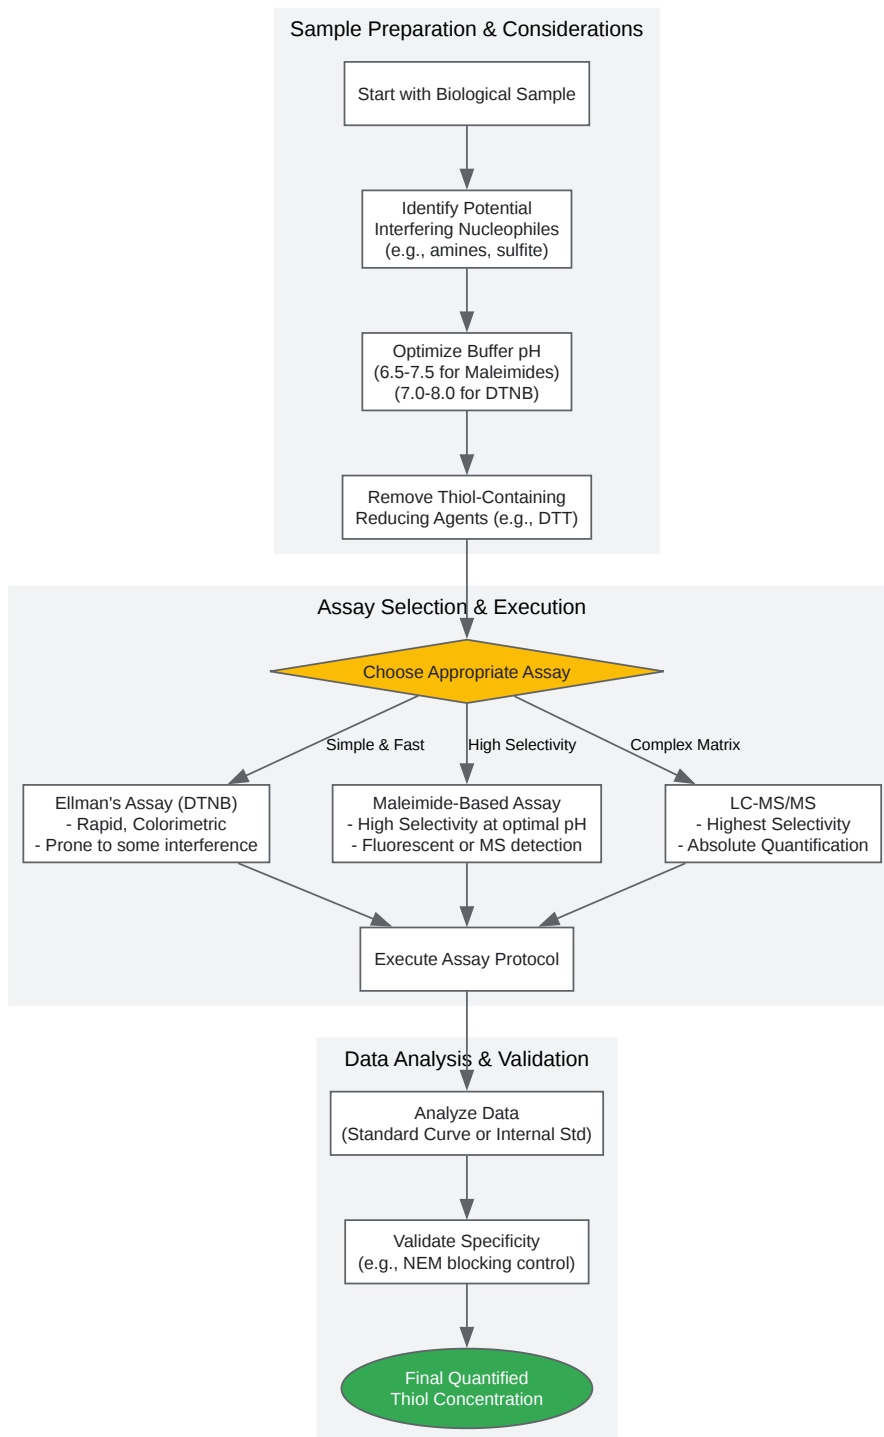 Sample Preparation & Considerations
Start with Biological Sample
Identify Potential
Interfering Nucleophiles
(e.g., amines, sulfite)
Optimize Buffer pH
(6.5-7.5 for Maleimides)
(7.0-8.0 for DTNB)
Remove Thiol-Containing
Reducing Agents (e.g., DTT)
Assay Selection & Execution
Choose Appropriate Assay
Simple & Fast
High Selectivity
Complex Matrix
Ellman's Assay (DTNB)
- Rapid, Colorimetric
- Prone to some interference
Maleimide-Based Assay
- High Selectivity at optimal pH
- Fluorescent or MS detection
LC-MS/MS
- Highest Selectivity
- Absolute Quantification
Execute Assay Protocol
Data Analysis & Validation
Analyze Data
(Standard Curve or Internal Std)
Validate Specificity
(e.g., NEM blocking control)
Final Quantified
Thiol Concentration